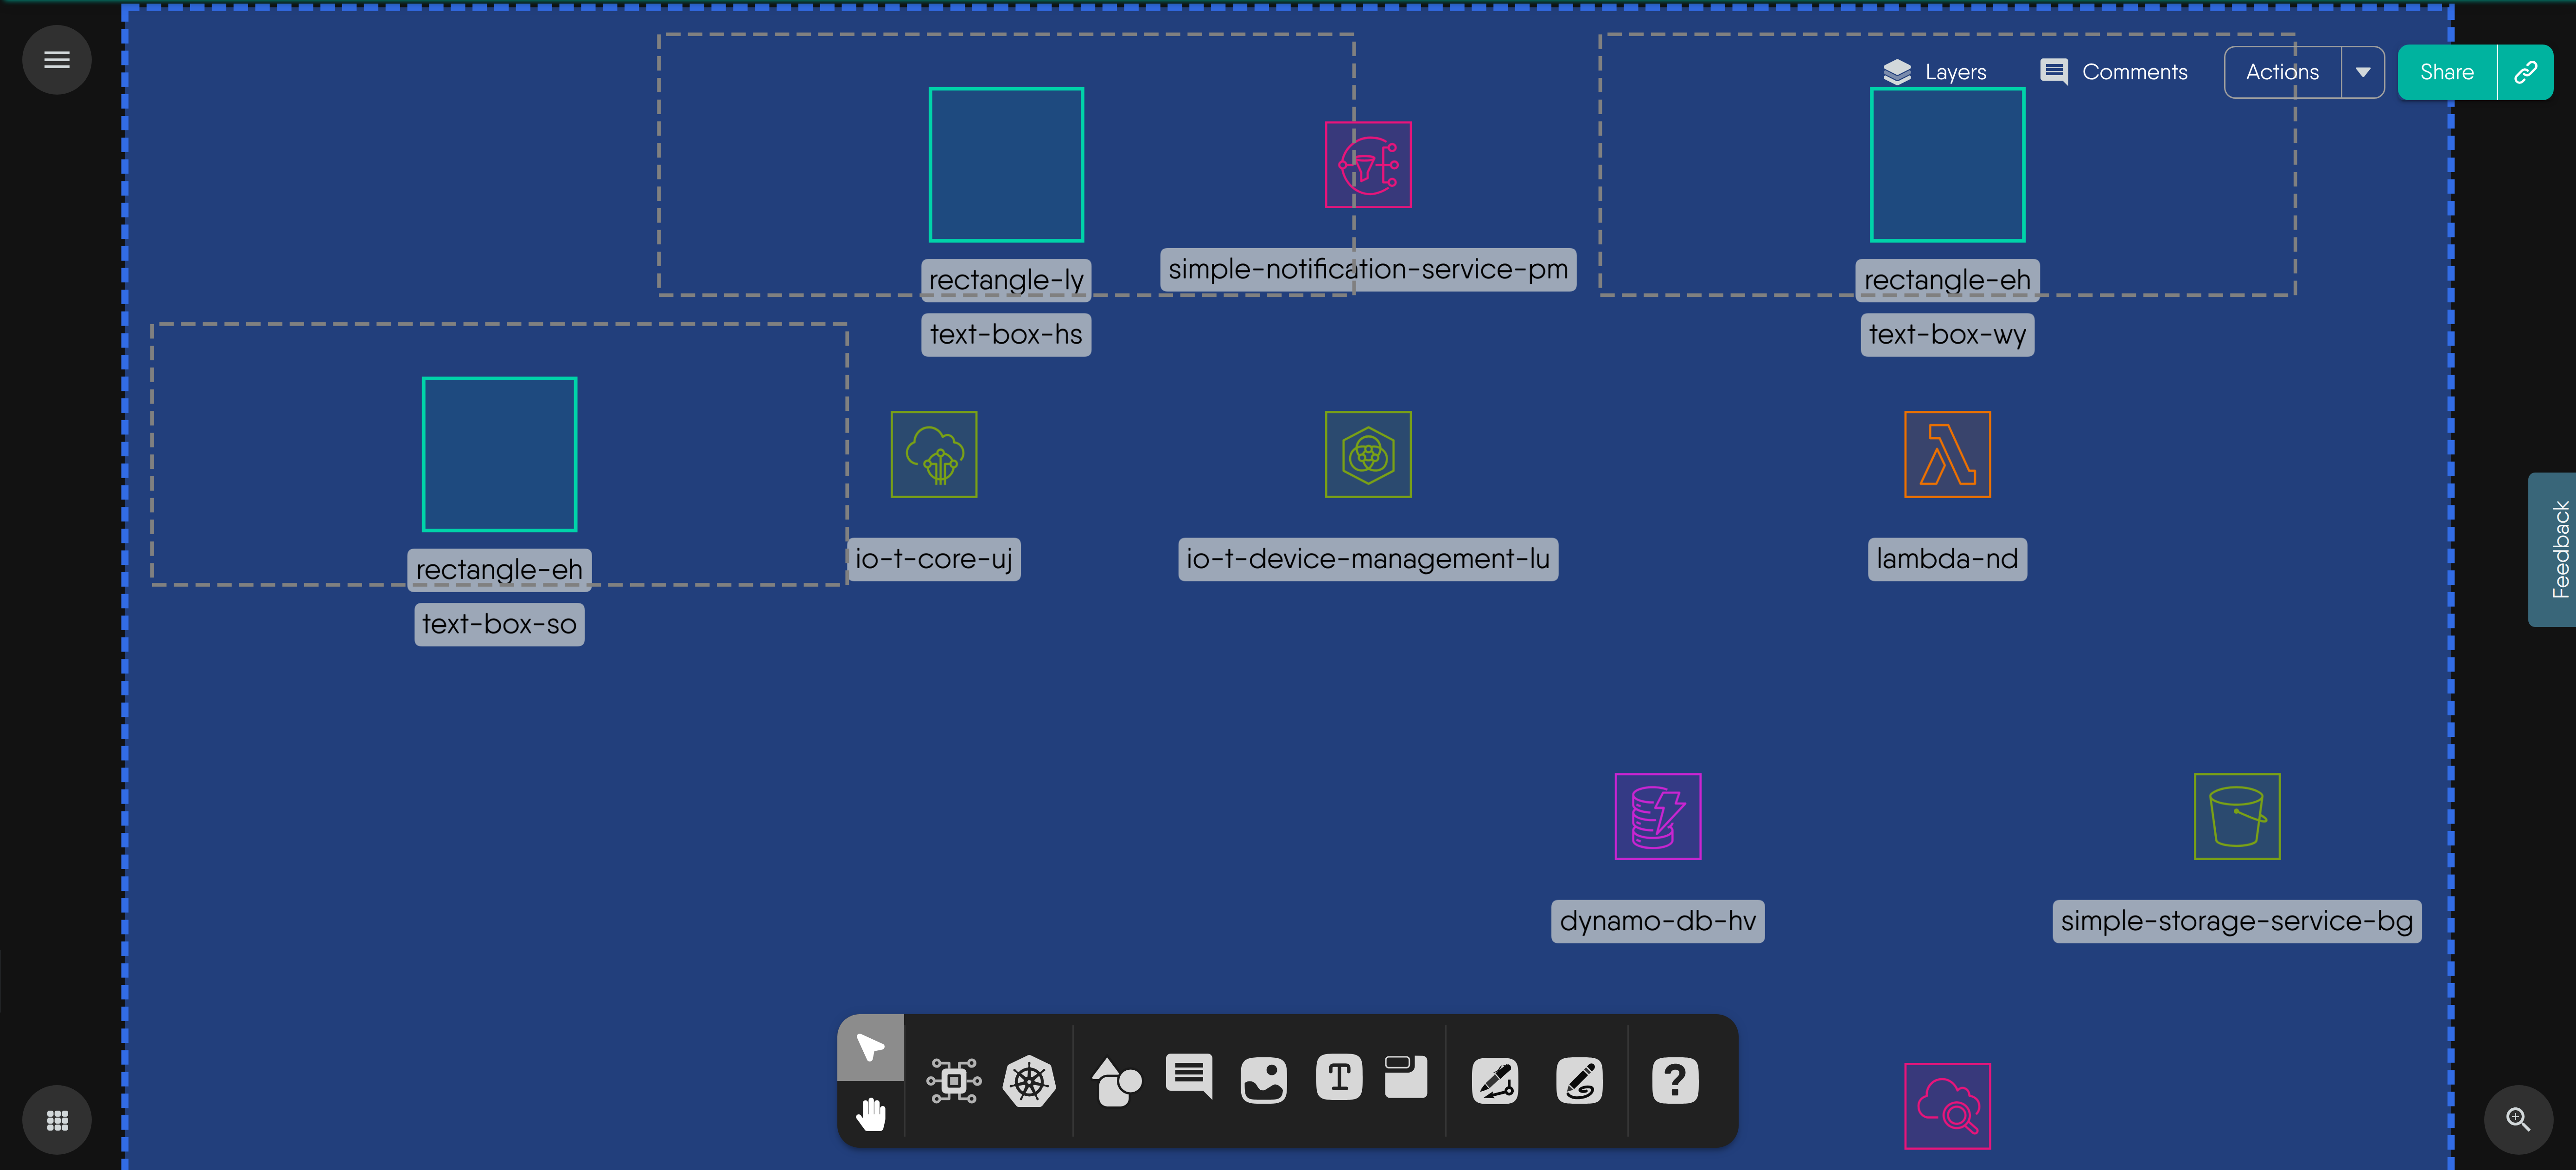 Layers
Comments
Actions
Share
rectangle-ly
simple-notification-service-pm
rectangle-eh
text-box-hs
text-box-wy
rectangle-eh
io-t-core-uj
io-t-device-management-lu
lambda-nd
text-box-so
Feedback
dynamo-db-hv
simple-storage-service-bg
T
?